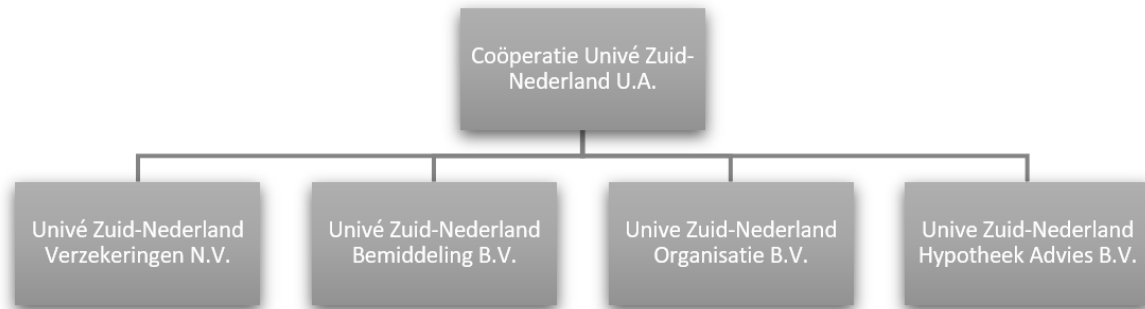 Coöperatie Univé Zuid-
Nederland U.A.
Univé Zuid-Nederland
Verzekeringen N.V.
Univé Zuid-Nederland
Bemiddeling B.V.
Unive Zuid-Nederland
Organisatie B.V.
Unive Zuid-Nederland
Hypotheek Advies B.V.